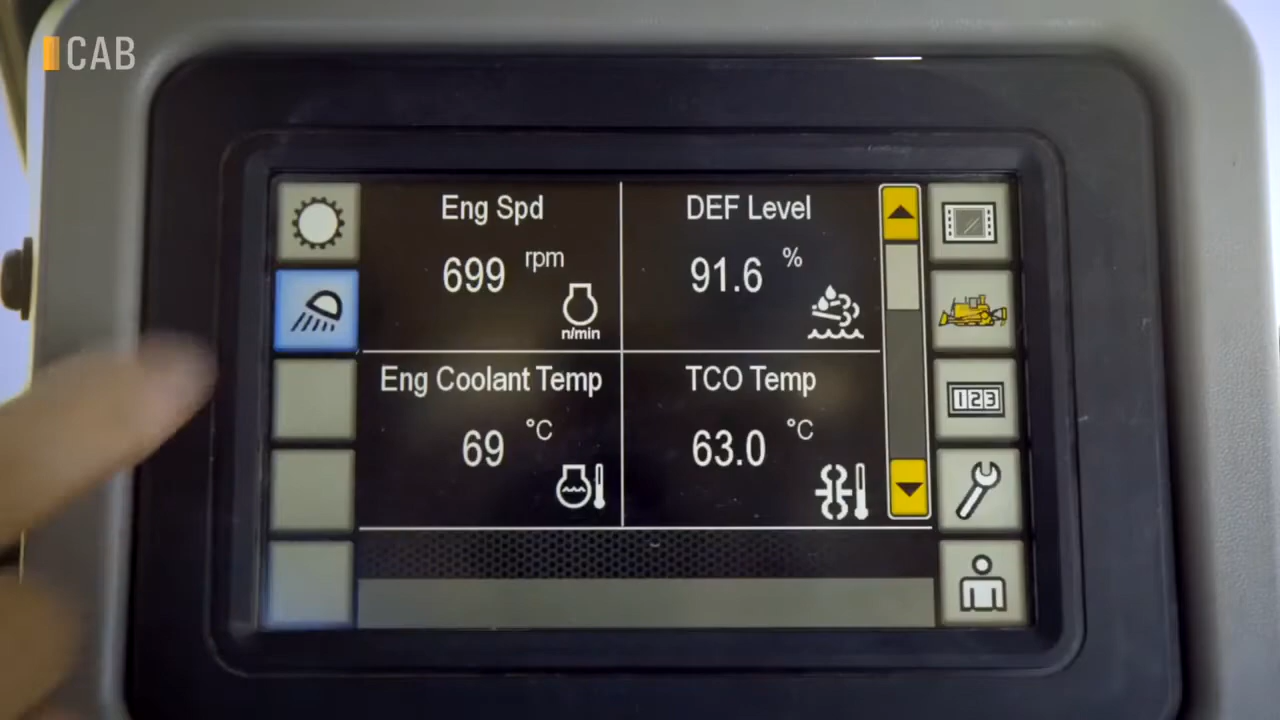 CAB
Eng Spd
699 rpm
n/min
DEF Level
91.6 %
Eng Coolant Temp
69 °C
TCO Temp
63.0 °C
123